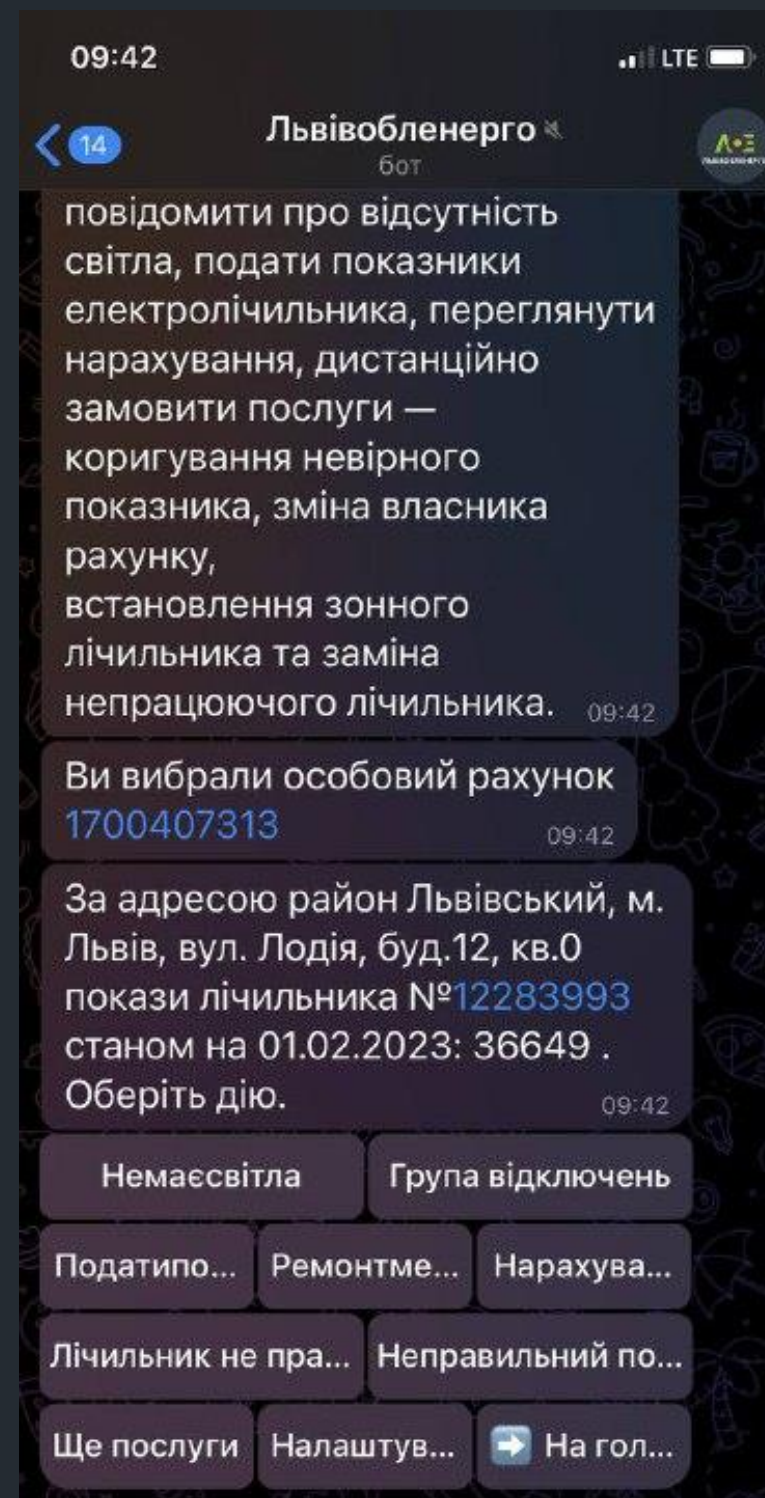 09:42
LTE
14
Львівобленерго
бот
повідомити про відсутність
світла, подати показники
електролічильника, переглянути
нарахування, дистанційно
замовити послуги —
коригування невірного
показника, зміна власника
рахунку,
встановлення зонного
лічильника та заміна
непрацюючого лічильника. 09:42
Ви вибрали особовий рахунок
1700407313 09:42
За адресою район Львівський, м.
Львів, вул. Лодія, буд.12, кв.0
покази лічильника №12283993
станом на 01.02.2023: 36649 .
Оберіть дію. 09:42
Немаєсвітла Група відключень
Податипо... Ремонтме... Нарахува...
Лічильник не пра... Неправильний по...
Ще послуги Налаштув... На гол...